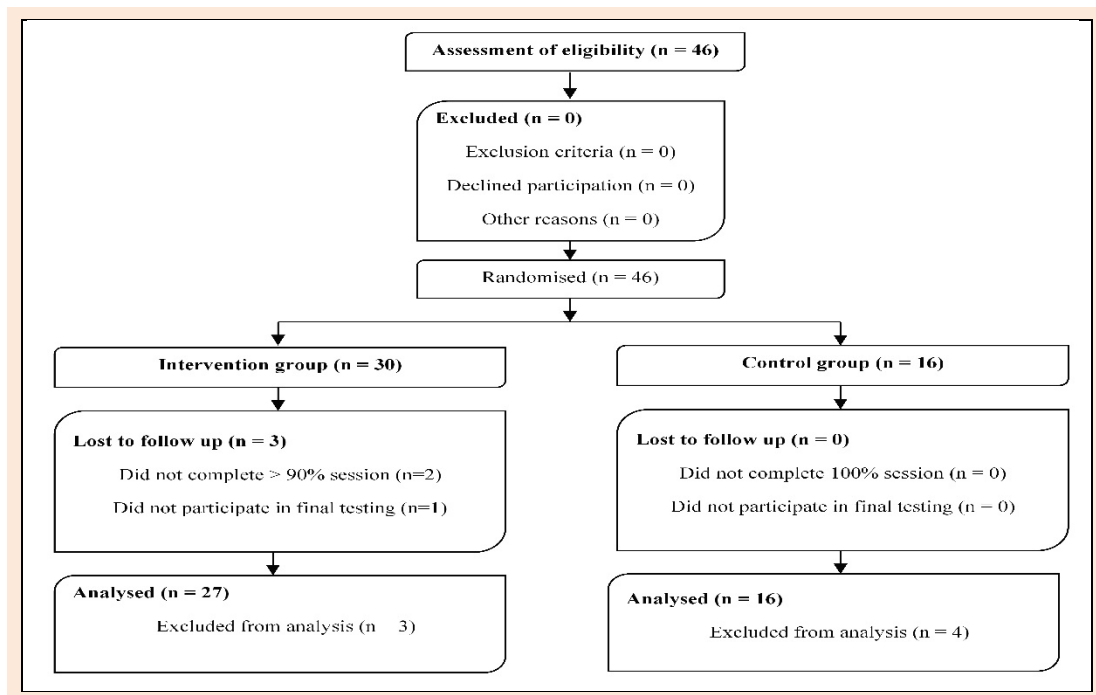 Assessment of eligibility (n = 46)
Excluded (n = 0)
Exclusion criteria (n = 0)
Declined participation (n = 0)
Other reasons (n = 0)
Randomised (n = 46)
Intervention group (n = 30)
Control group (n = 16)
Lost to follow up (n = 3)
Did not complete > 90% session (n=2)
Did not participate in final testing (n=1)
Lost to follow up (n = 0)
Did not complete 100% session (n = 0)
Did not participate in final testing (n = 0)
Analysed (n = 27)
Excluded from analysis (n   3)
Analysed (n = 16)
Excluded from analysis (n = 4)